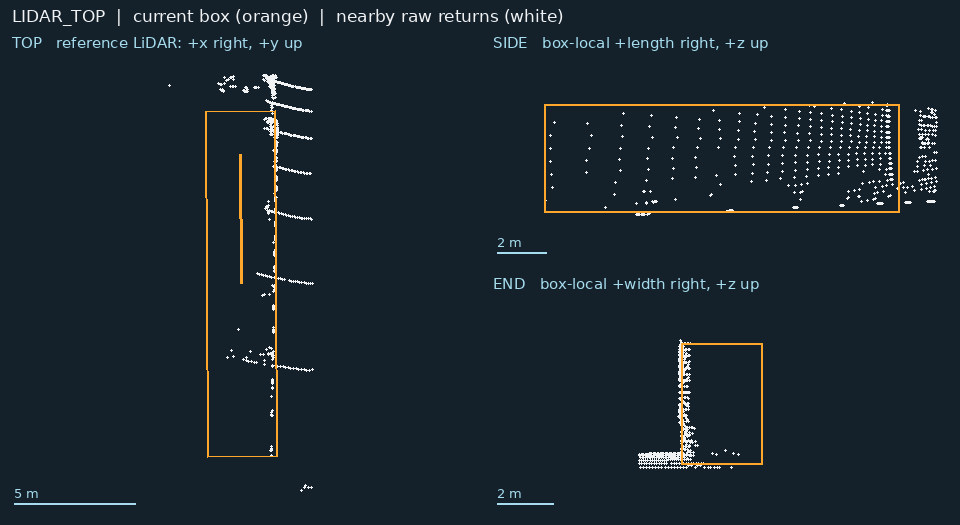 LIDAR_TOP | current box (orange) | nearby raw returns (white)
TOP reference LiDAR: +x right, +y up
SIDE box-local +length right, +z up
2 m
END box-local +width right, +z up
5 m
2 m